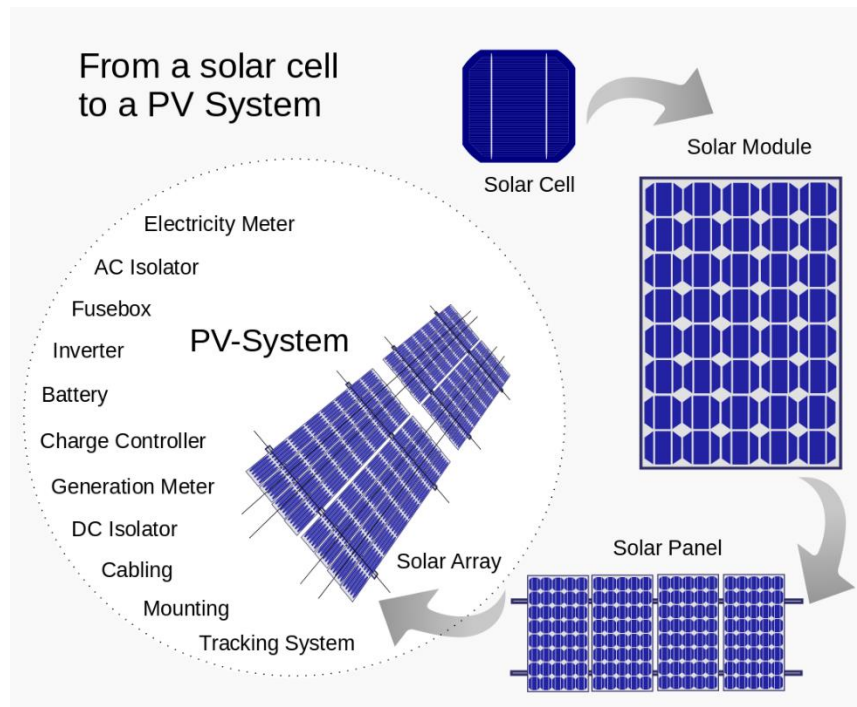 From a solar cell
to a PV System
Solar Cell
Solar Module
Solar Panel
Solar Array
PV-System
Electricity Meter
AC Isolator
Fusebox
Inverter
Battery
Charge Controller
Generation Meter
DC Isolator
Cabling
Mounting
Tracking System